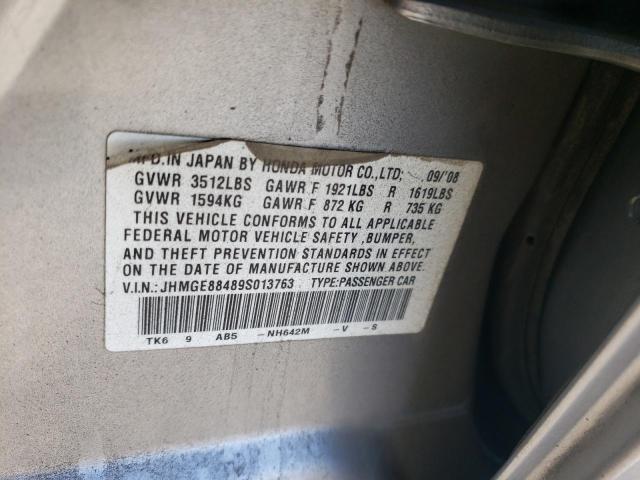 MFD. IN JAPAN BY HONDA MOTOR CO., LTD; 09/'08
GVWR 3512LBS GAWR F 1921LBS R 1619LBS
GVWR 1594KG GAWR F 872 KG R 735 KG
THIS VEHICLE CONFORMS TO ALL APPLICABLE
FEDERAL MOTOR VEHICLE SAFETY ,BUMPER,
AND THEFT PREVENTION STANDARDS IN EFFECT
ON THE DATE OF MANUFACTURE SHOWN ABOVE.
V.I.N.:JHMGE88489S013763 TYPE:PASSENGER CAR
TK6 9 AB5 -NH642M -V -S